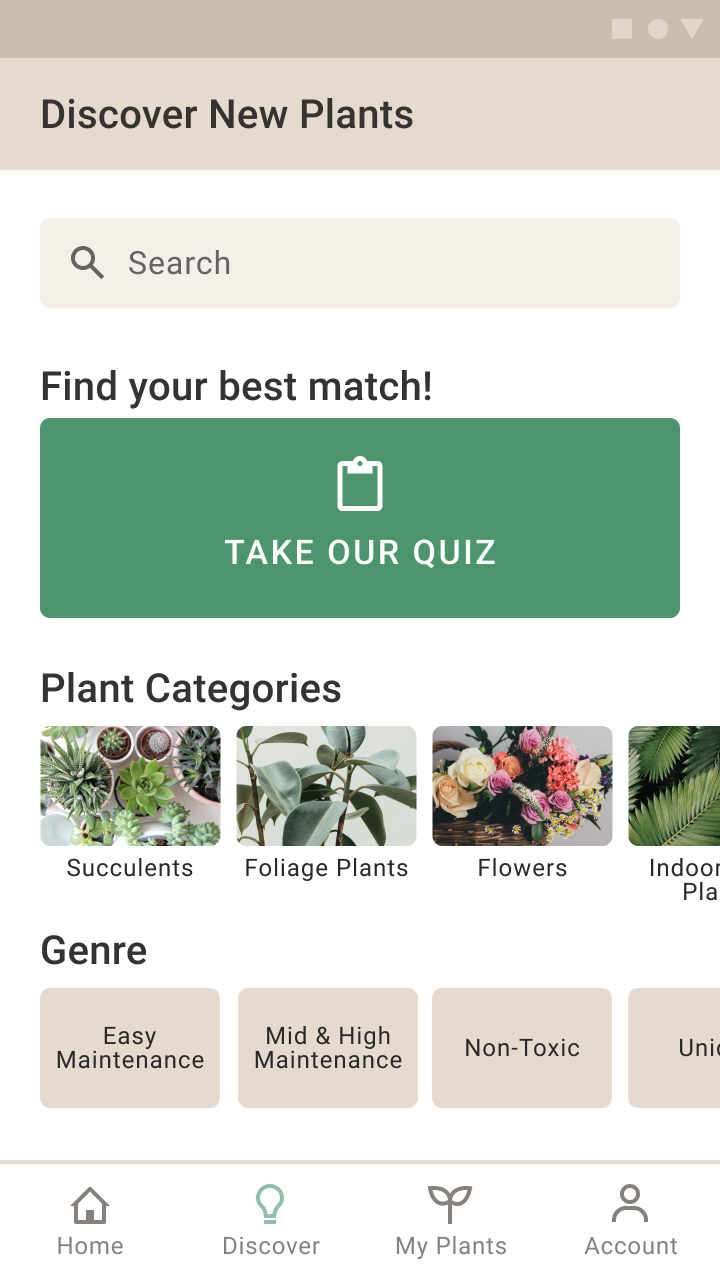 Discover New Plants
Search
Find your best match!
TAKE OUR QUIZ
Plant Categories
Succulents
Foliage Plants
Flowers
Indoor
Pla
Genre
Easy
Maintenance
Mid & High
Maintenance
Non-Toxic
Uni
Home
Discover
My Plants
Account